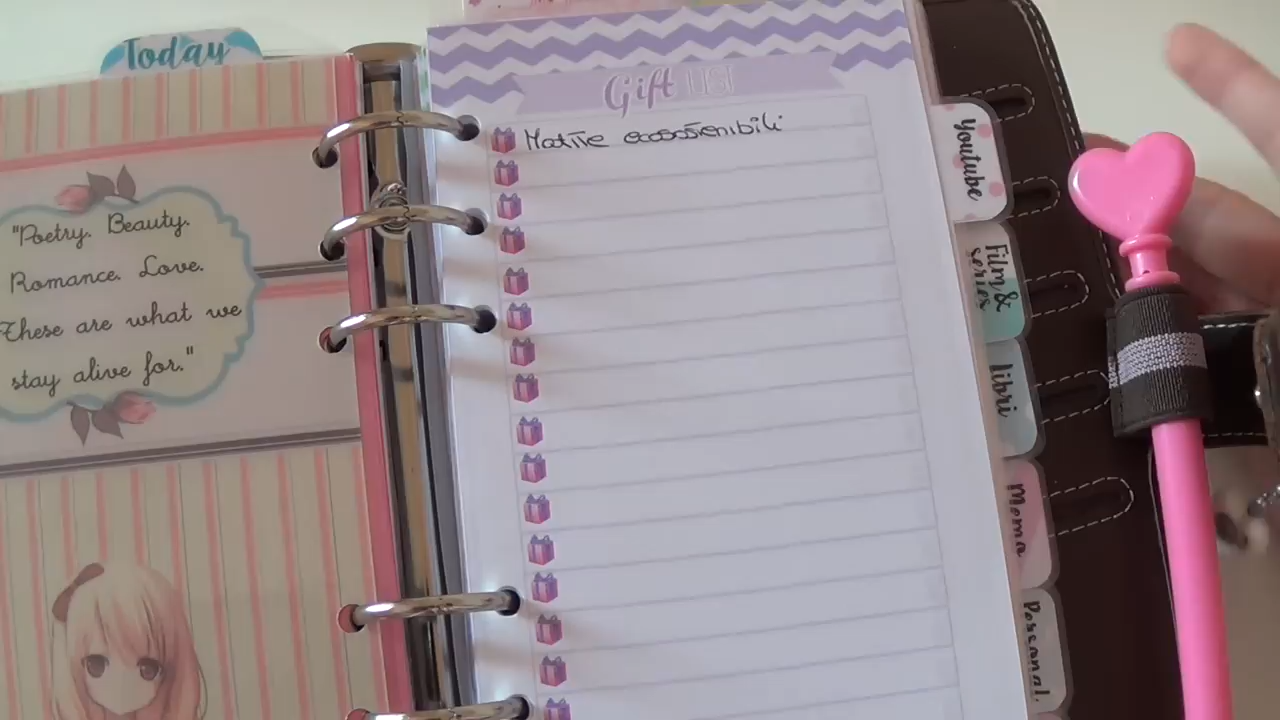 Today
"Poetry. Beauty.
Romance. Love.
These are what we
stay alive for."
Gift LIST
Matite ecosostenibili
Youtube
Film &
series
libri
Memo
Personal